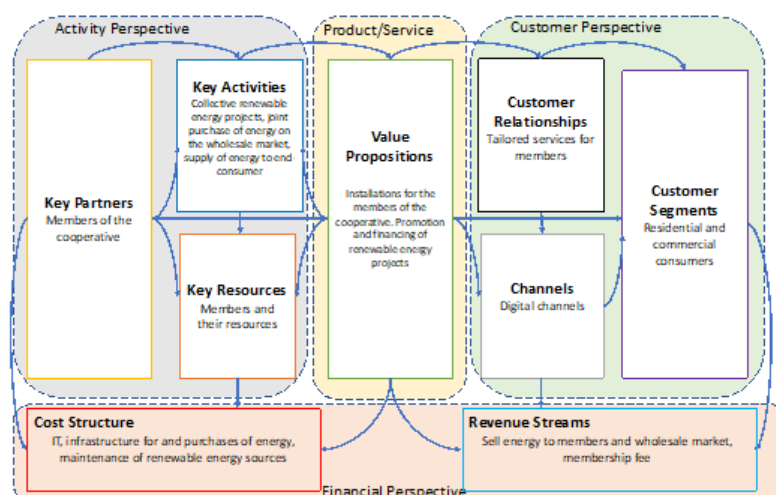 Activity Perspective
Product/Service
Customer Perspective
Key Activities
Collective renewable
energy projects, joint
purchase of energy on
the wholesale market,
supply of energy to end
consumer
Customer
Relationships
Tailored services for
members
Value
Propositions
Installations for the
members of the
cooperative. Promotion
and financing of
renewable energy
projects
Key Partners
Members of the
cooperative
Customer
Segments
Residential and
commercial
consumers
Key Resources
Members and
their resources
Channels
Digital channels
Cost Structure
IT, infrastructure for and purchases of energy,
maintenance of renewable energy sources
Revenue Streams
Sell energy to members and wholesale market,
membership fee
Financial Perspective